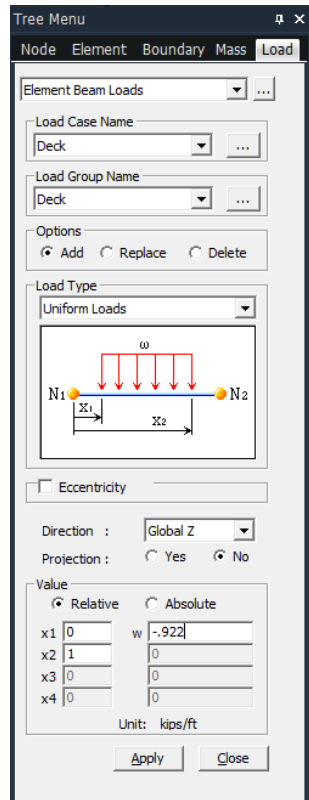 Tree Menu
Node Element Boundary Mass Load
Element Beam Loads ...
Load Case Name
Deck ...
Load Group Name
Deck ...
Options
Add Replace Delete
Load Type
Uniform Loads
ω
N1 N2
X1
X2
Eccentricity
Direction : Global Z
Projection : Yes No
Value
Relative Absolute
x1 0 w -.922
x2 1 0
x3 0 0
x4 0 0
Unit: kips/ft
Apply Close